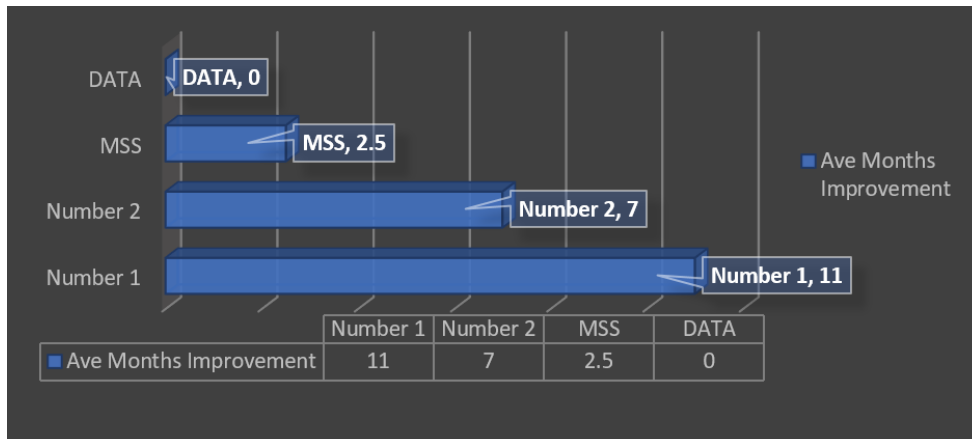 DATA
DATA, 0
MSS
MSS, 2.5
Ave Months
Improvement
Number 2
Number 2, 7
Number 1
Number 1, 11
Number 1 Number 2 MSS DATA
Ave Months Improvement 11 7 2.5 0